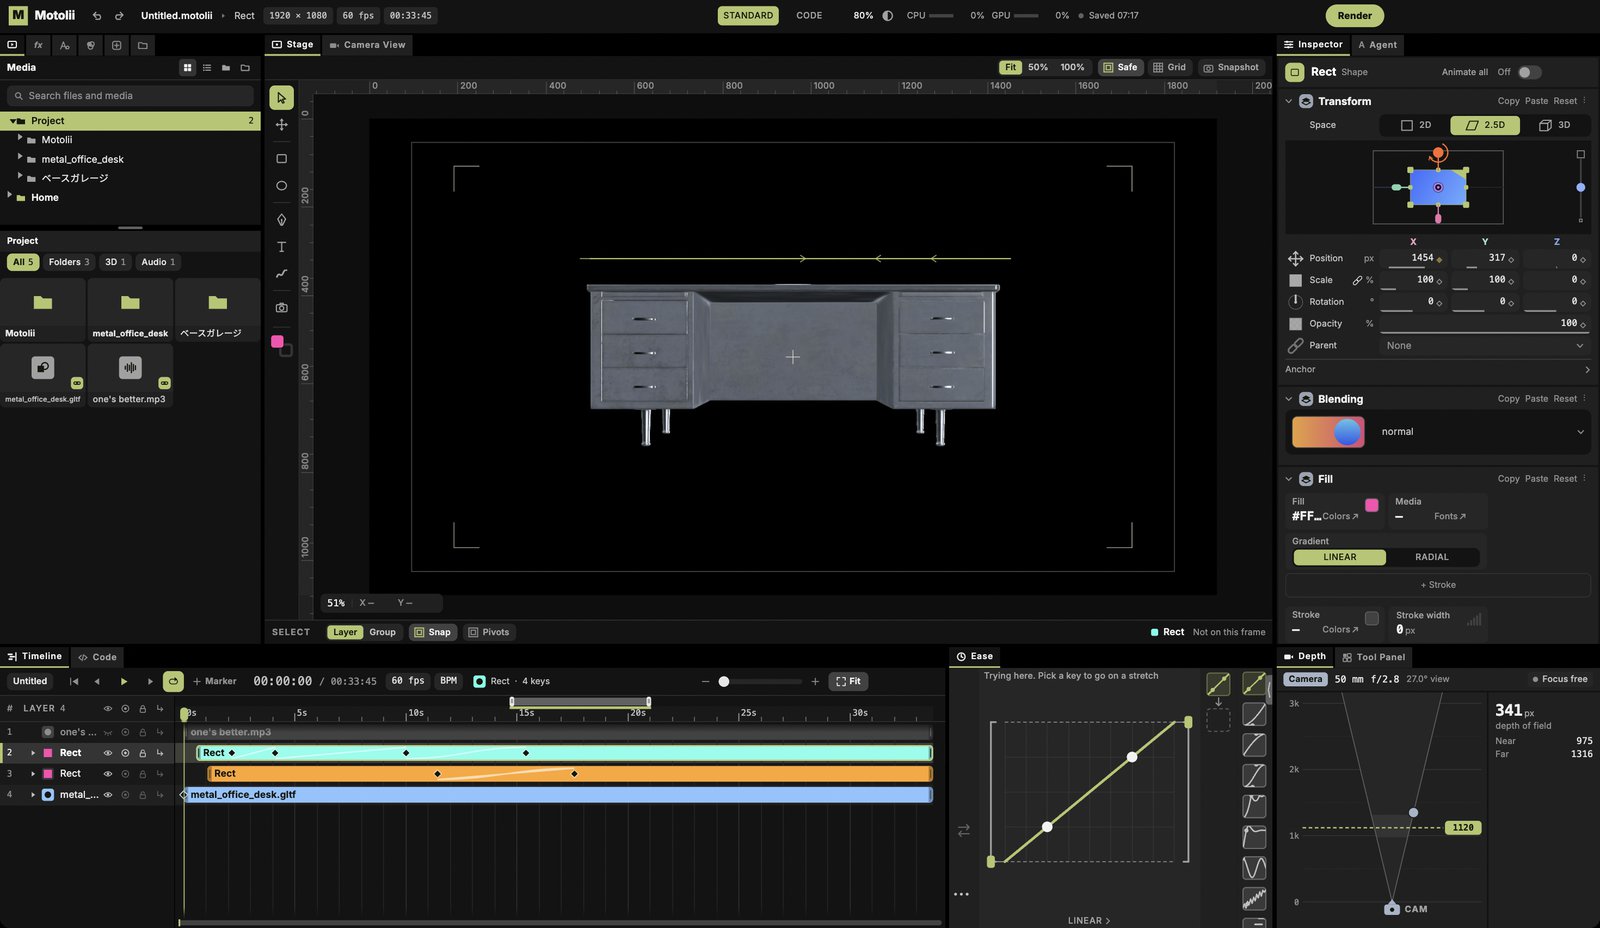 Motolii
Untitled.motolii
Rect
1920 × 1080
60 fps
00:33:45
STANDARD
CODE
80%
CPU
0%
GPU
0%
Saved 07:17
Render
Media
Search files and media
Project
2
Motolii
metal_office_desk
ベースガレージ
Home
Project
All 5
Folders 3
3D 1
Audio 1
Motolii
metal_office_desk
ベースガレージ
metal_office_desk.gltf
one's better.mp3
Stage
Camera View
Fit
50%
100%
Safe
Grid
Snapshot
0
200
400
600
800
1000
1200
1400
1600
1800
200
0
200
400
600
800
1000
51%
X –
Y –
SELECT
Layer
Group
Snap
Pivots
Rect
Not on this frame
Inspector
Agent
Rect Shape
Animate all
Off
Transform
Copy
Paste
Reset
Space
2D
2.5D
3D
X
Y
Z
Position
px
1454
317
0
Scale
%
100
100
0
Rotation
°
0
0
0
Opacity
%
100
Parent
None
Anchor
Blending
Copy
Paste
Reset
normal
Fill
Copy
Paste
Reset
Fill
#FF…
Colors↗
Media
–
Fonts↗
Gradient
LINEAR
RADIAL
+ Stroke
Stroke
–
Colors↗
Stroke width
0 px
Timeline
Code
Untitled
+ Marker
00:00:00 / 00:33:45
60 fps
BPM
Rect · 4 keys
Fit
# LAYER 4
0s
5s
10s
15s
20s
25s
30s
1
one's ...
one's better.mp3
2
Rect
Rect
3
Rect
Rect
4
metal_...
metal_office_desk.gltf
Ease
Trying here. Pick a key to go on a stretch
LINEAR >
Depth
Tool Panel
Camera
50 mm f/2.8
27.0° view
Focus free
3k
2k
1k
0
1120
CAM
341 px
depth of field
Near
975
Far
1316